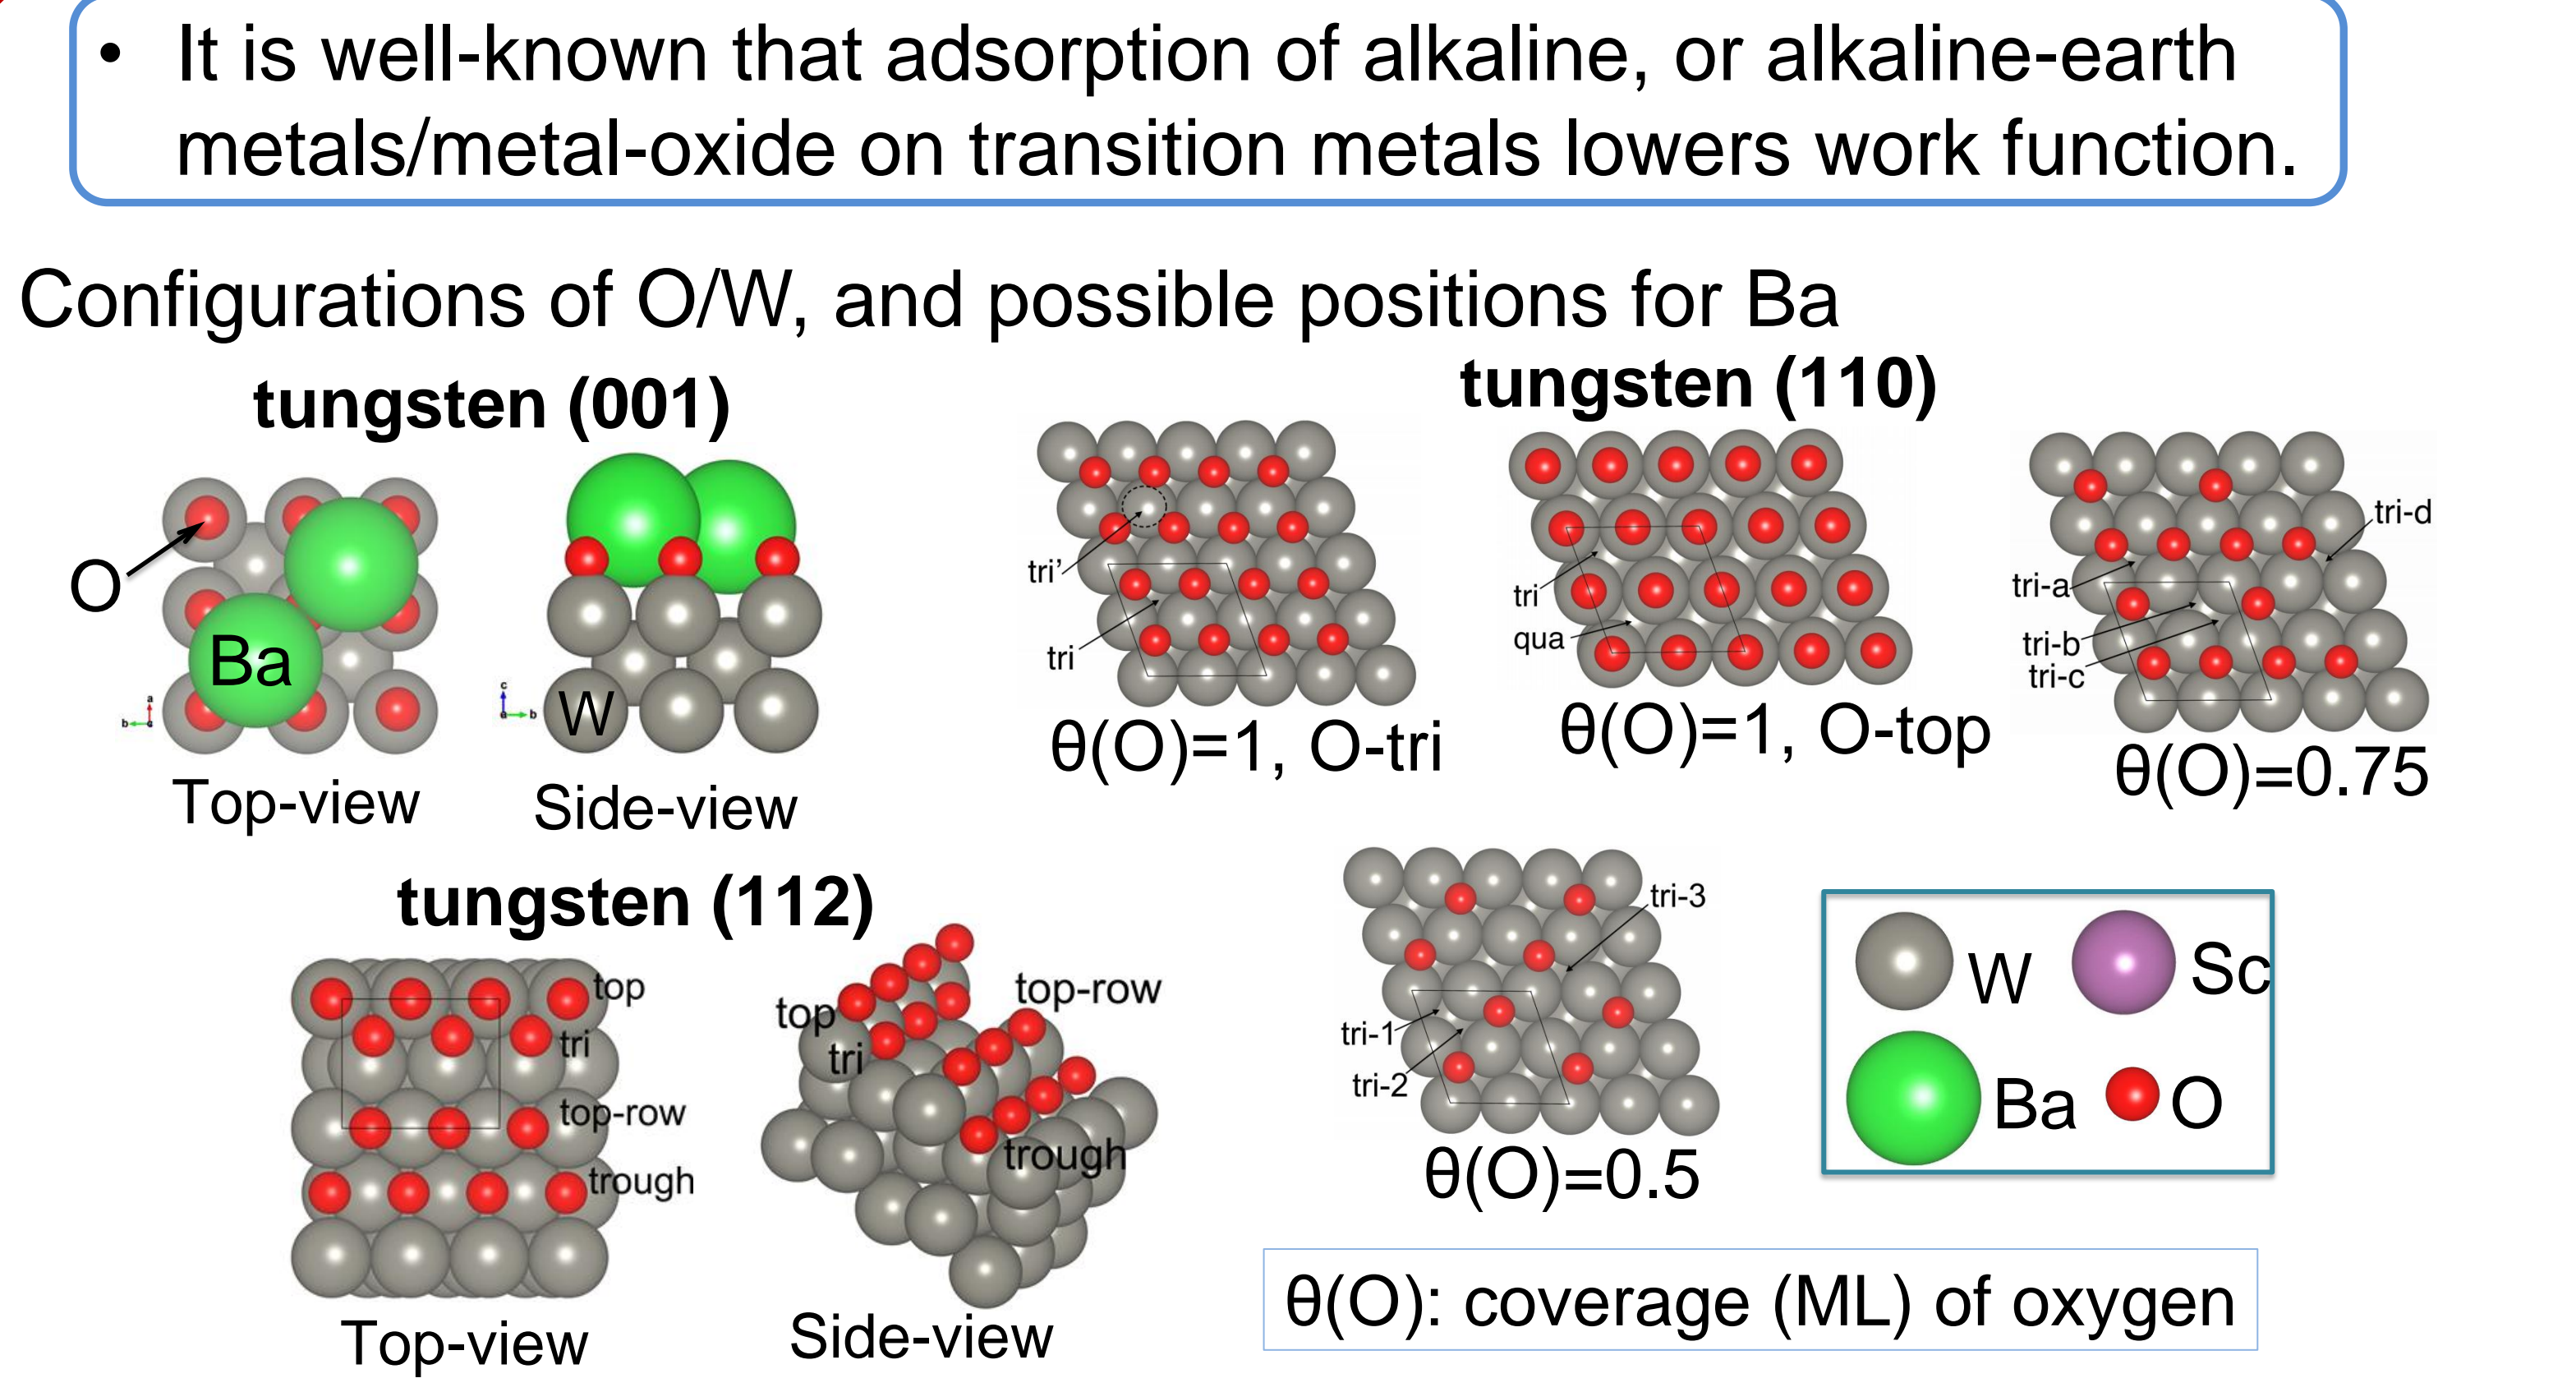 • It is well-known that adsorption of alkaline, or alkaline-earth
metals/metal-oxide on transition metals lowers work function.
Configurations of O/W, and possible positions for Ba
tungsten (001)
O
Ba
a
b
Top-view
c
b
W
Side-view
tungsten (110)
tri’
tri
θ(O)=1, O-tri
tri
qua
θ(O)=1, O-top
tri-d
tri-a
tri-b
tri-c
θ(O)=0.75
tungsten (112)
top
tri
top-row
trough
Top-view
top
top-row
tri
trough
Side-view
tri-3
tri-1
tri-2
θ(O)=0.5
W
Sc
Ba
O
θ(O): coverage (ML) of oxygen